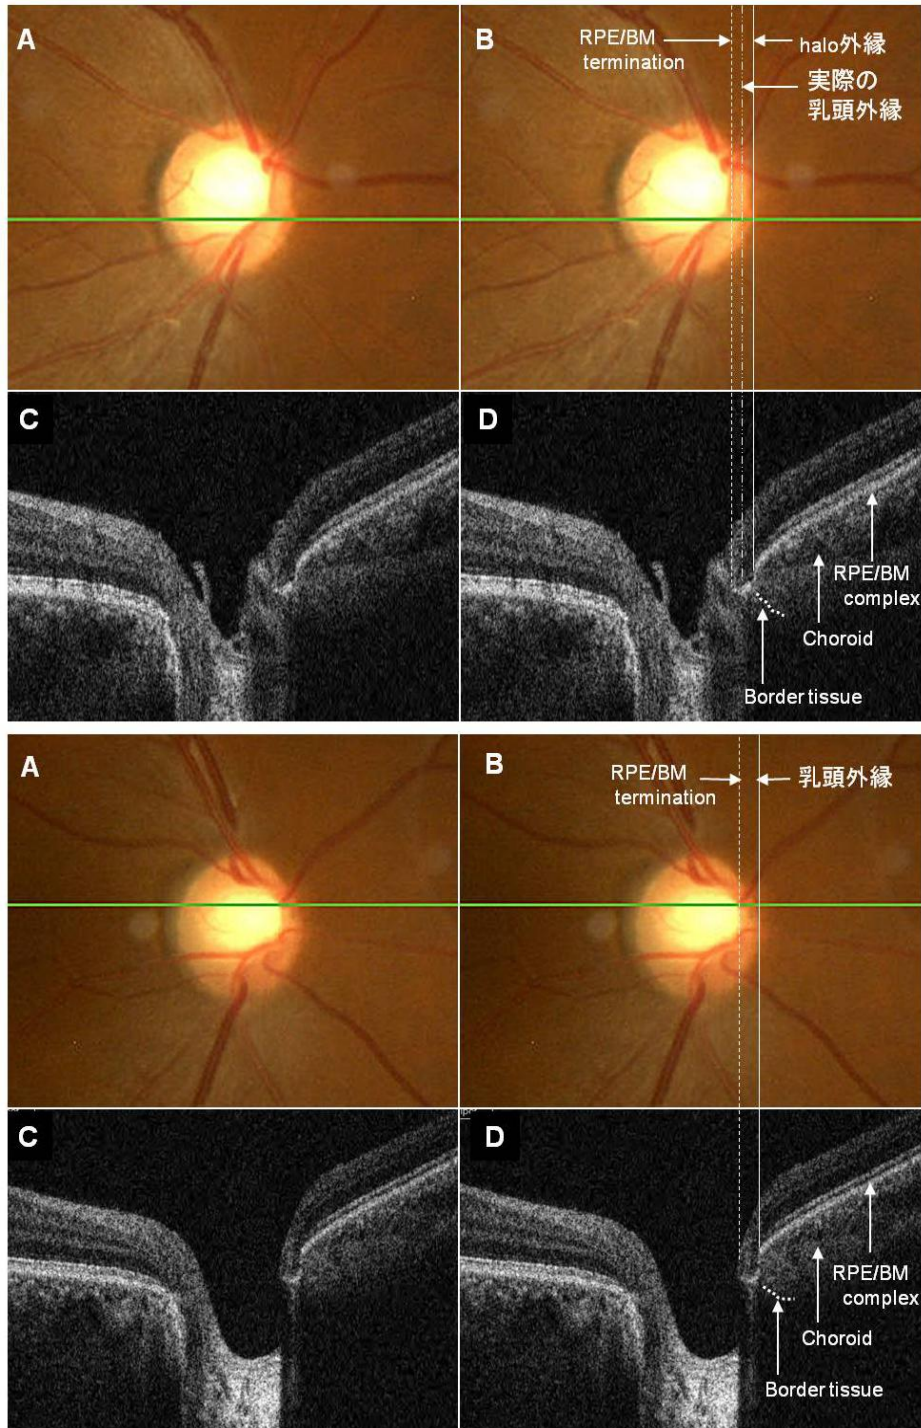 A
B
RPE/BM
termination
halo外縁
実際の
乳頭外縁
C
D
RPE/BM
complex
Choroid
Border tissue
A
B
RPE/BM
termination
乳頭外縁
C
D
RPE/BM
complex
Choroid
Border tissue